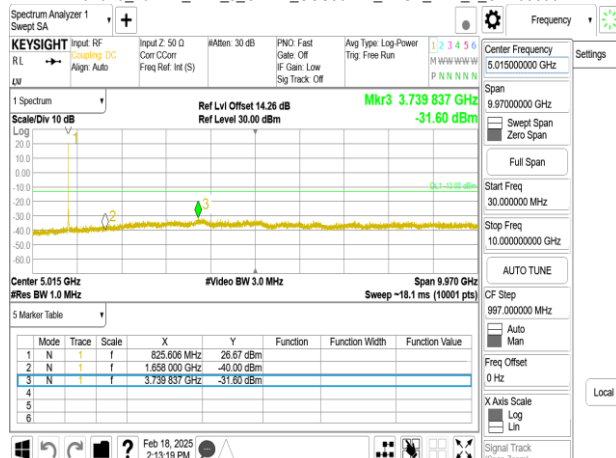 Spectrum Analyzer 1
Swept SA
+
Frequency
KEYSIGHT
RL
Input: RF
Coupling: DC
Align: Auto
Input Z: 50 Ω
Corr CCorr
Freq Ref: Int (S)
#Atten: 30 dB
PNO: Fast
Gate: Off
IF Gain: Low
Sig Track: Off
Avg Type: Log-Power
Trig: Free Run
1 2 3 4 5 6
M W W W W W
P N N N N N
LXI
1 Spectrum
Scale/Div 10 dB
Ref Lvl Offset 14.26 dB
Ref Level 30.00 dBm
Mkr3 3.739 837 GHz
-31.60 dBm
Log
20.0
10.0
0.00
-10.0
-20.0
-30.0
-40.0
-50.0
-60.0
1
2
3
DL1 -13.00 dBm
Center 5.015 GHz
#Res BW 1.0 MHz
#Video BW 3.0 MHz
Span 9.970 GHz
Sweep ~18.1 ms (10001 pts)
5 Marker Table
Mode Trace Scale X Y Function Function Width Function Value
1 N 1 f 825.606 MHz 26.67 dBm
2 N 1 f 1.658 000 GHz -40.00 dBm
3 N 1 f 3.739 837 GHz -31.60 dBm
4
5
6
?
Feb 18, 2025
2:13:19 PM
Center Frequency
5.015000000 GHz
Span
9.97000000 GHz
Swept Span
Zero Span
Full Span
Start Freq
30.000000 MHz
Stop Freq
10.000000000 GHz
AUTO TUNE
CF Step
997.000000 MHz
Auto
Man
Freq Offset
0 Hz
X Axis Scale
Log
Lin
Signal Track
Settings
Local